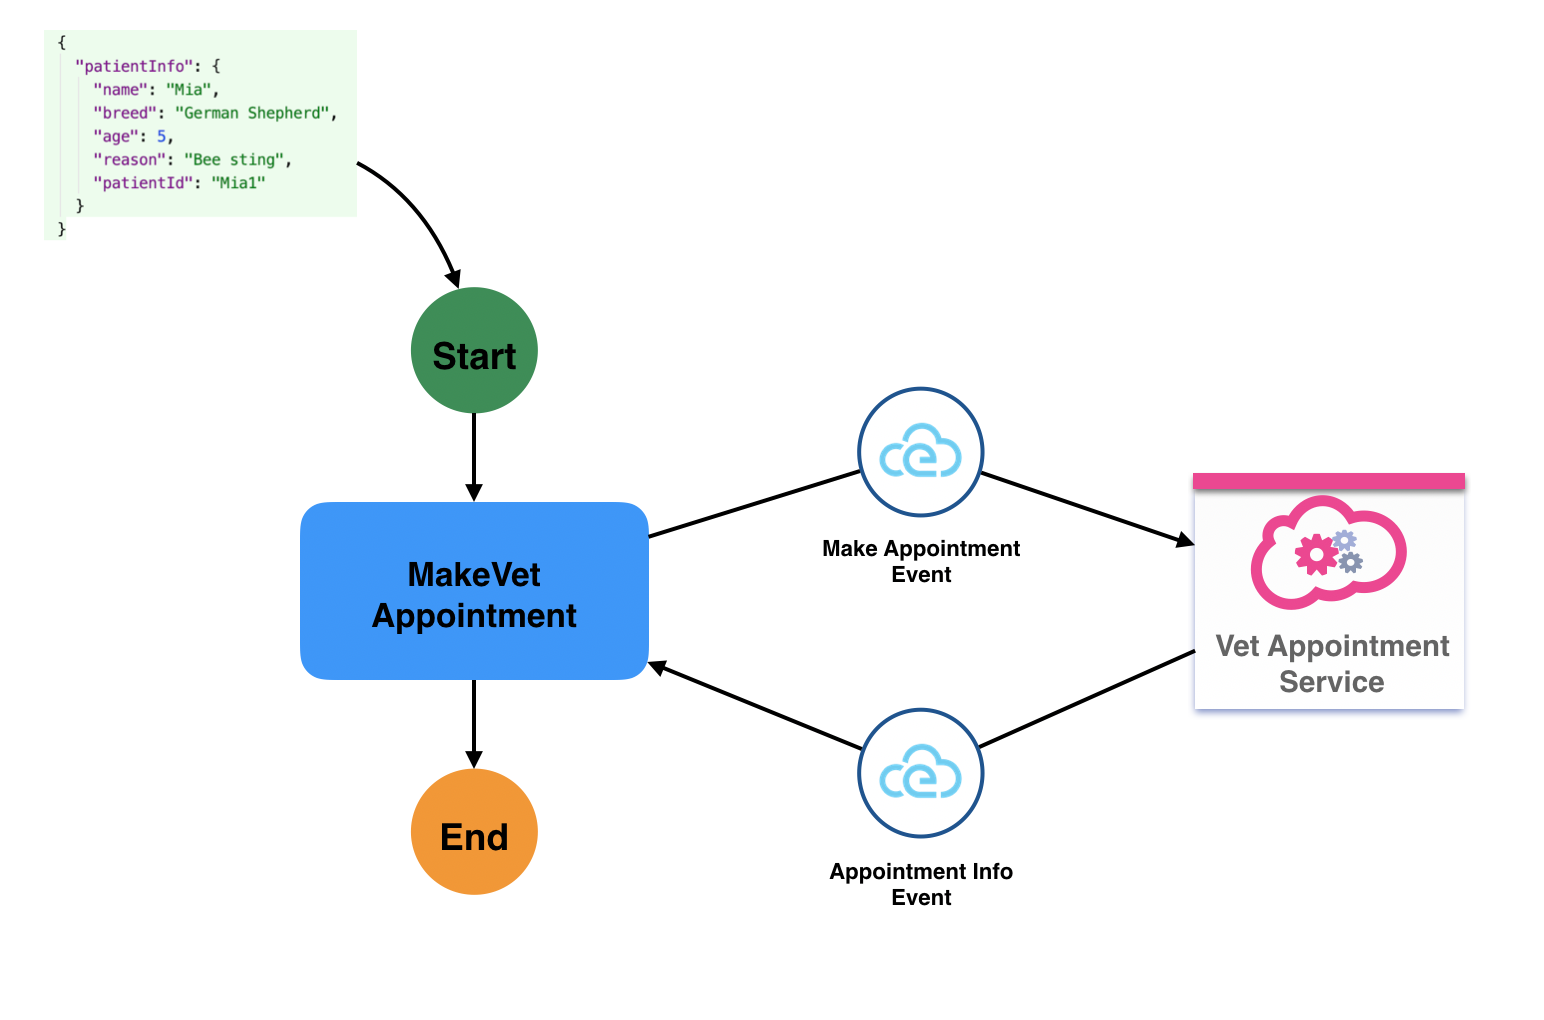 {
"patientInfo": {
"name": "Mia",
"breed": "German Shepherd",
"age": 5,
"reason": "Bee sting",
"patientId": "Mia1"
}
}
Start
MakeVet
Appointment
End
Make Appointment
Event
Vet Appointment
Service
Appointment Info
Event